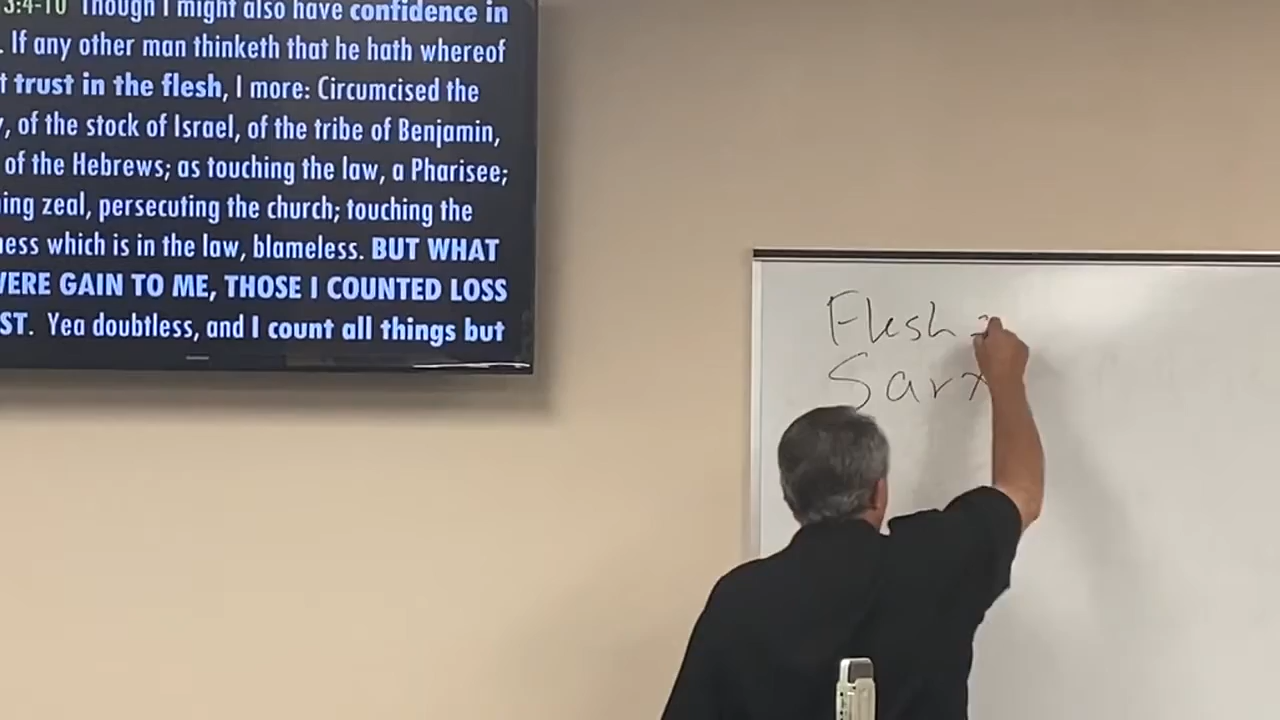 3:4-10 Though I might also have confidence in
. If any other man thinketh that he hath whereof
t trust in the flesh, I more: Circumcised the
, of the stock of Israel, of the tribe of Benjamin,
of the Hebrews; as touching the law, a Pharisee;
ing zeal, persecuting the church; touching the
ness which is in the law, blameless. BUT WHAT
WERE GAIN TO ME, THOSE I COUNTED LOSS
ST. Yea doubtless, and I count all things but
Flesh =
Sarx